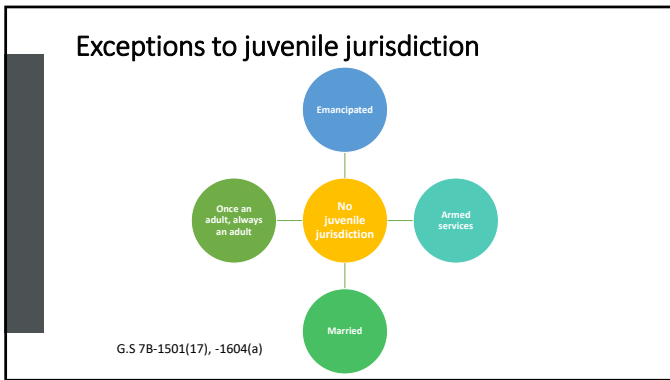 Exceptions to juvenile jurisdiction
Emancipated
Once an
adult, always
an adult
No
juvenile
jurisdiction
Armed
services
Married
G.S 7B-1501(17), -1604(a)